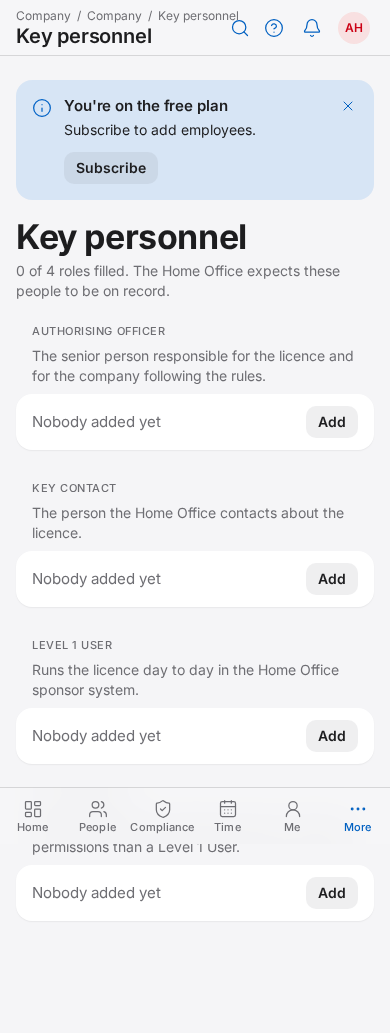 Company / Company / Key personnel
Key personnel
AH
You're on the free plan
Subscribe to add employees.
Subscribe
Key personnel
0 of 4 roles filled. The Home Office expects these
people to be on record.
AUTHORISING OFFICER
The senior person responsible for the licence and
for the company following the rules.
Nobody added yet
Add
KEY CONTACT
The person the Home Office contacts about the
licence.
Nobody added yet
Add
LEVEL 1 USER
Runs the licence day to day in the Home Office
sponsor system.
Nobody added yet
Add
Home
People
Compliance
Time
Me
More
permissions than a Level 1 User.
Nobody added yet
Add